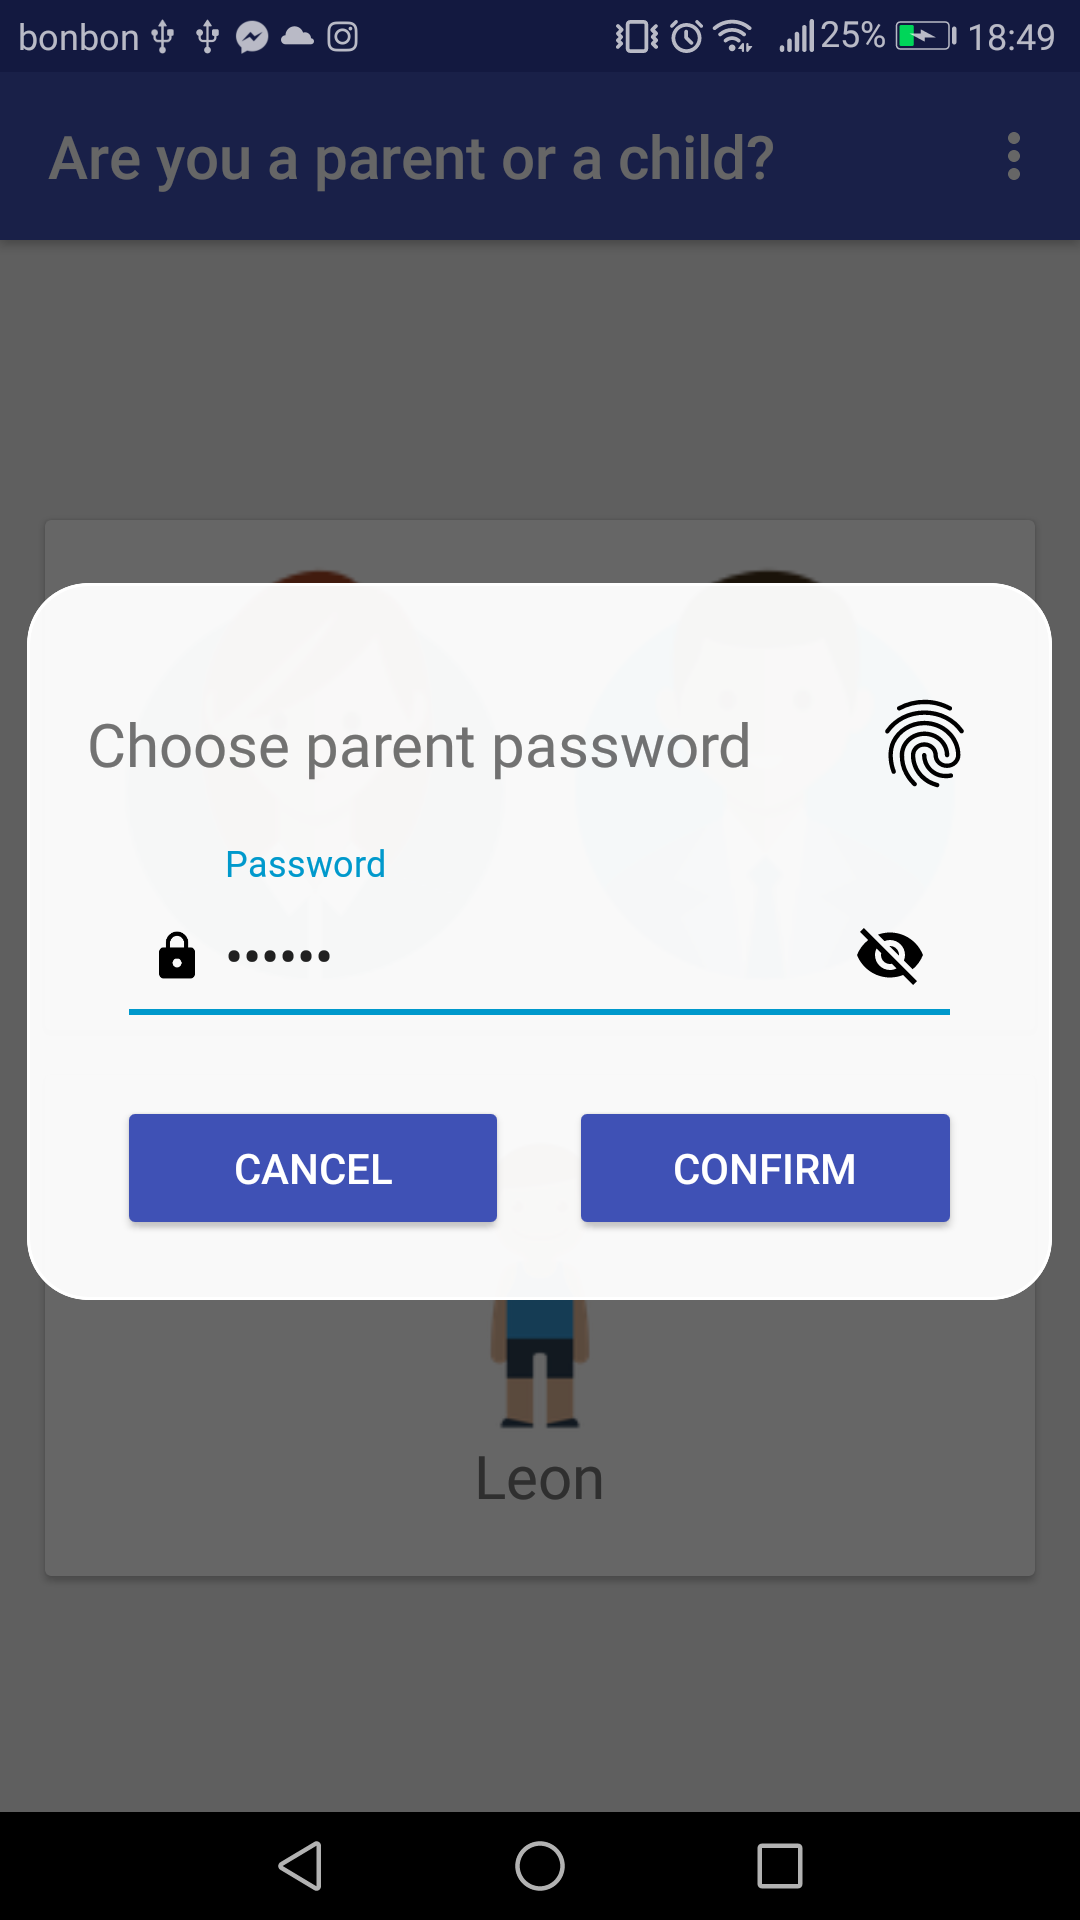 bonbon 25% 18:49
Are you a parent or a child?
Choose parent password
Password
••••••
CANCEL CONFIRM
Leon